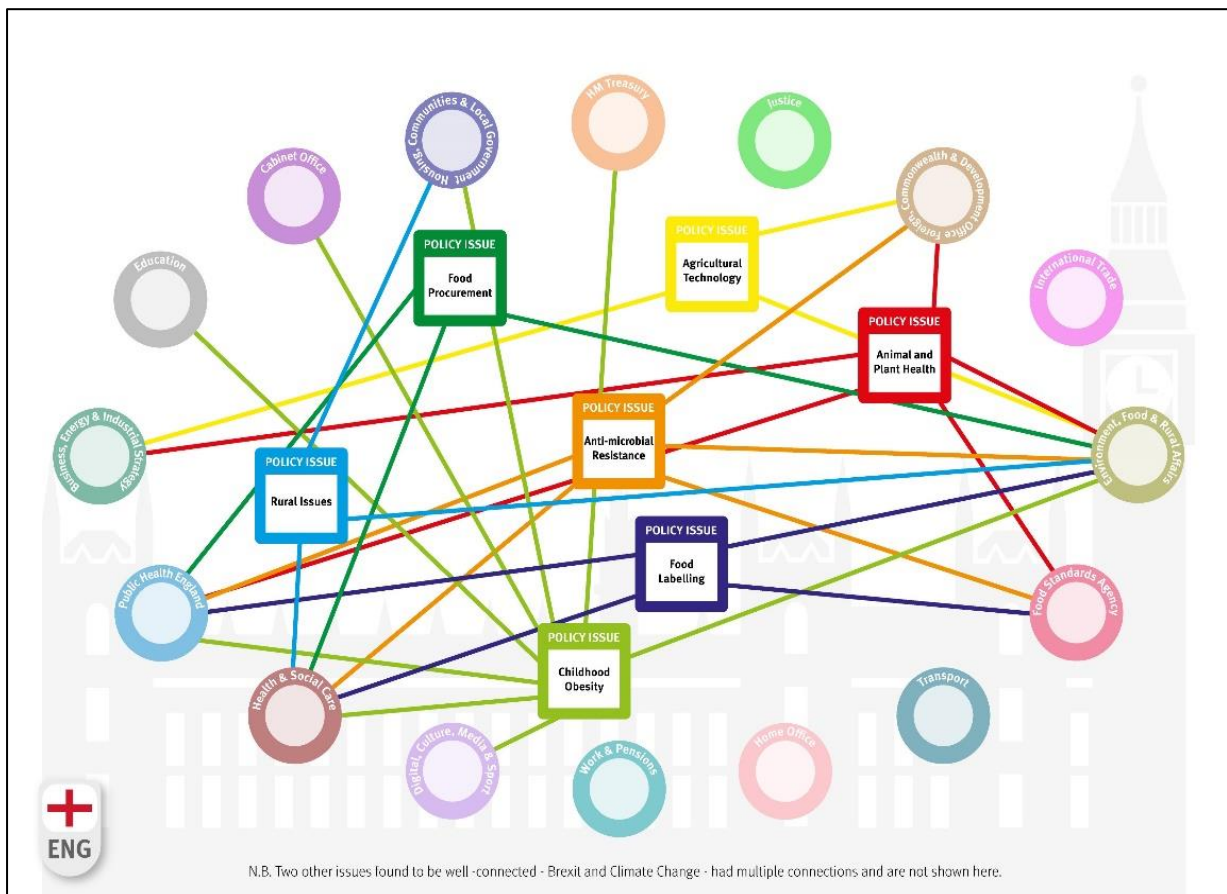 HM Treasury
Justice
Housing, Communities & Local Government
Cabinet Office
Foreign, Commonwealth & Development Office
POLICY ISSUE
Food
Procurement
POLICY ISSUE
Agricultural
Technology
Education
International Trade
POLICY ISSUE
Animal and
Plant Health
POLICY ISSUE
Anti-microbial
Resistance
Business, Energy & Industrial Strategy
Environment, Food & Rural Affairs
POLICY ISSUE
Rural Issues
POLICY ISSUE
Food
Labelling
Public Health England
Food Standards Agency
POLICY ISSUE
Childhood
Obesity
Health & Social Care
Transport
Digital, Culture, Media & Sport
Work & Pensions
Home Office
ENG
N.B. Two other issues found to be well -connected - Brexit and Climate Change - had multiple connections and are not shown here.